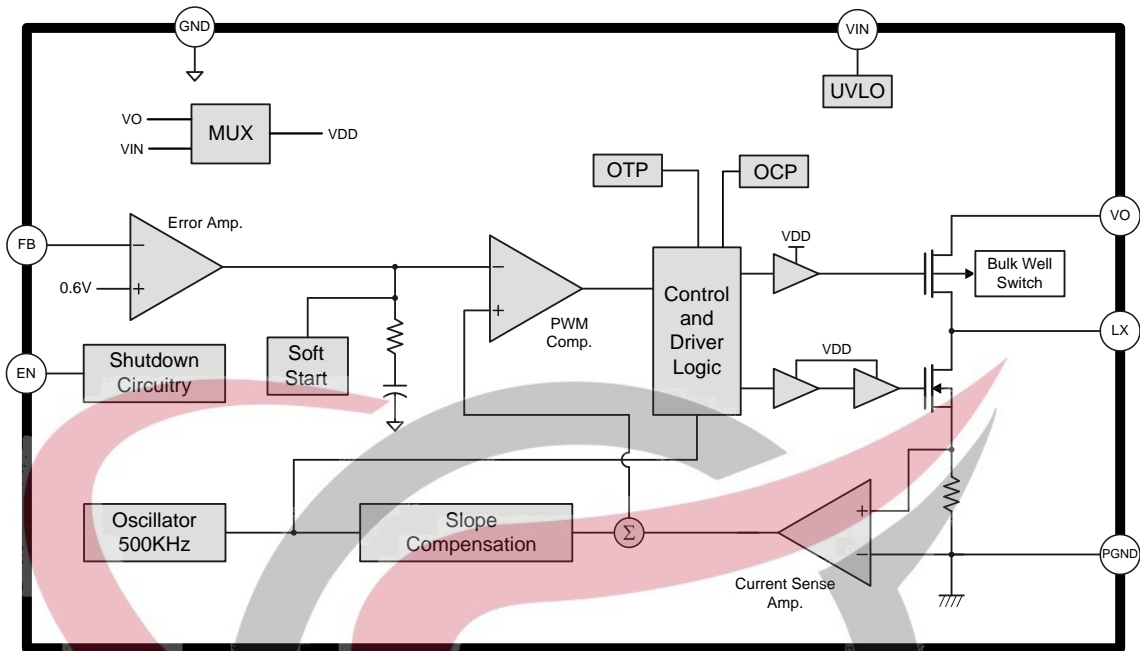 GND
VIN
UVLO
VO
VIN
MUX
VDD
OTP
OCP
Error Amp.
FB
0.6V
PWM
Comp.
Control
and
Driver
Logic
VDD
Bulk Well
Switch
VO
LX
EN
Shutdown
Circuitry
Soft
Start
VDD
Oscillator
500KHz
Slope
Compensation
Σ
Current Sense
Amp.
PGND